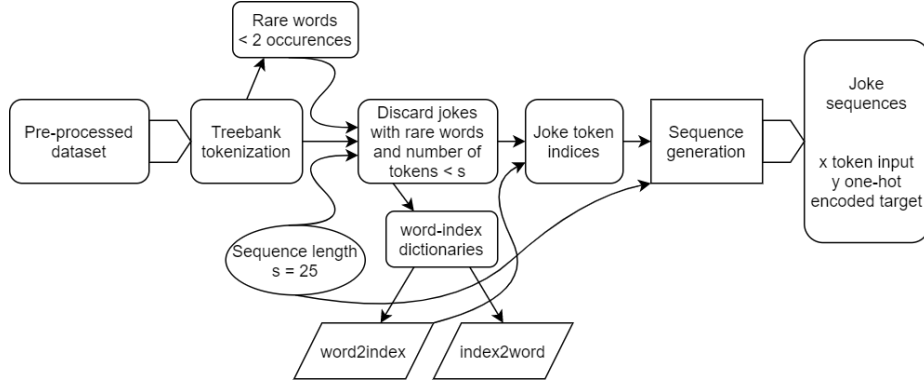 Rare words
< 2 occurences
Pre-processed
dataset
Treebank
tokenization
Discard jokes
with rare words
and number of
tokens < s
Joke token
indices
Sequence
generation
Joke
sequences
x token input
y one-hot
encoded target
Sequence length
s = 25
word-index
dictionaries
word2index
index2word